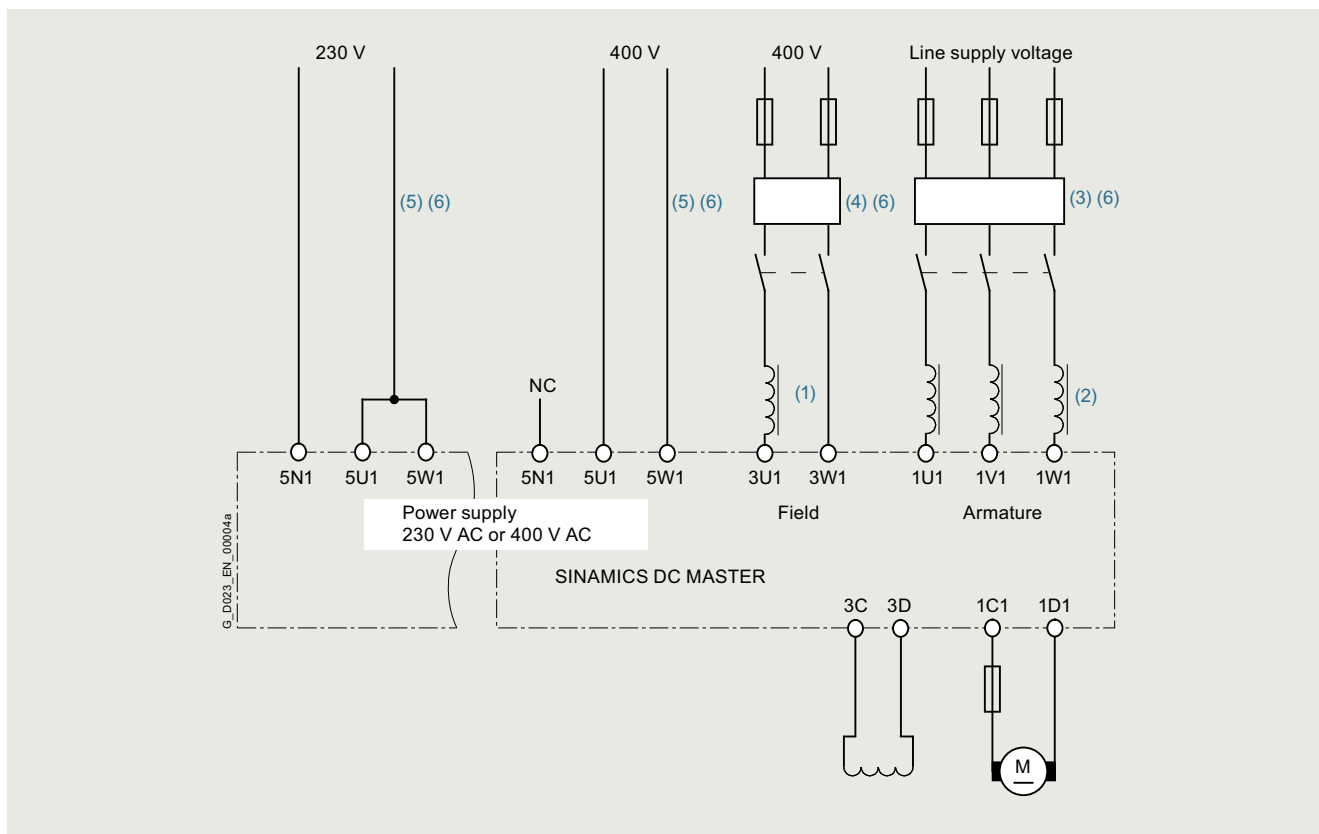 230 V 400 V 400 V Line supply voltage
(5) (6) (5) (6) (4) (6) (3) (6)
NC (1) (2)
5N1 5U1 5W1 5N1 5U1 5W1 3U1 3W1 1U1 1V1 1W1
Power supply
230 V AC or 400 V AC
Field Armature
SINAMICS DC MASTER
G_D023_EN_00004a
3C 3D 1C1 1D1
M